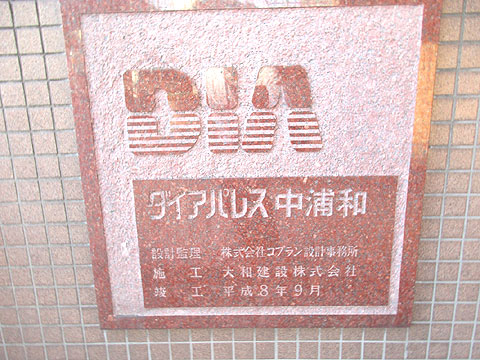 DIA
ダイアパレス中浦和
設計監理 株式会社コプラン設計事務所
施工 大和建設株式会社
竣工 平成8年9月